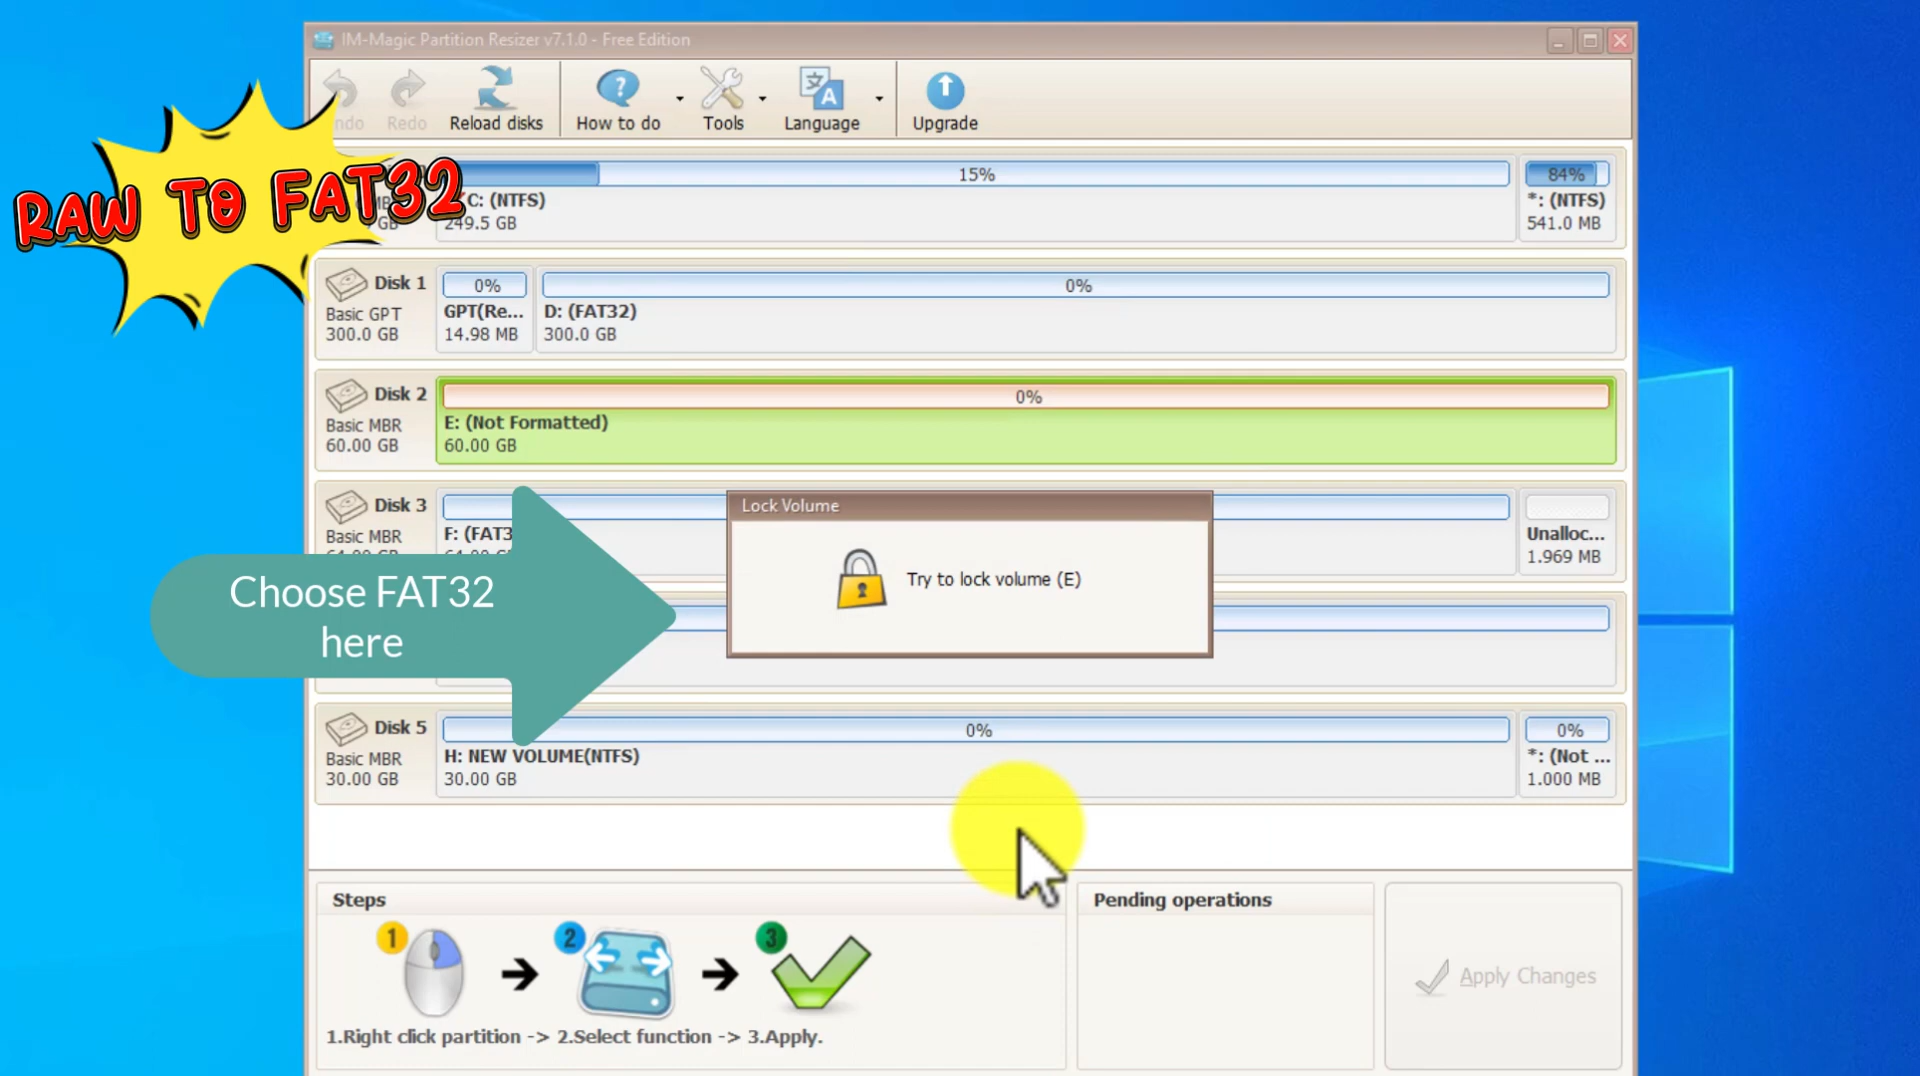 IM-Magic Partition Resizer v7.1.0 - Free Edition
Redo
Reload disks
How to do
Tools
Language
Upgrade
RAW TO FAT32
15%
C: (NTFS)
249.5 GB
84%
*: (NTFS)
541.0 MB
Disk 1
Basic GPT
300.0 GB
0%
GPT(Re...
14.98 MB
0%
D: (FAT32)
300.0 GB
Disk 2
Basic MBR
60.00 GB
0%
E: (Not Formatted)
60.00 GB
Disk 3
Basic MBR
F: (FAT3
Unalloc...
1.969 MB
Lock Volume
Try to lock volume (E)
Choose FAT32
here
Disk 5
Basic MBR
30.00 GB
0%
H: NEW VOLUME(NTFS)
30.00 GB
0%
*: (Not ...
1.000 MB
Steps
1
2
3
1.Right click partition -> 2.Select function -> 3.Apply.
Pending operations
Apply Changes